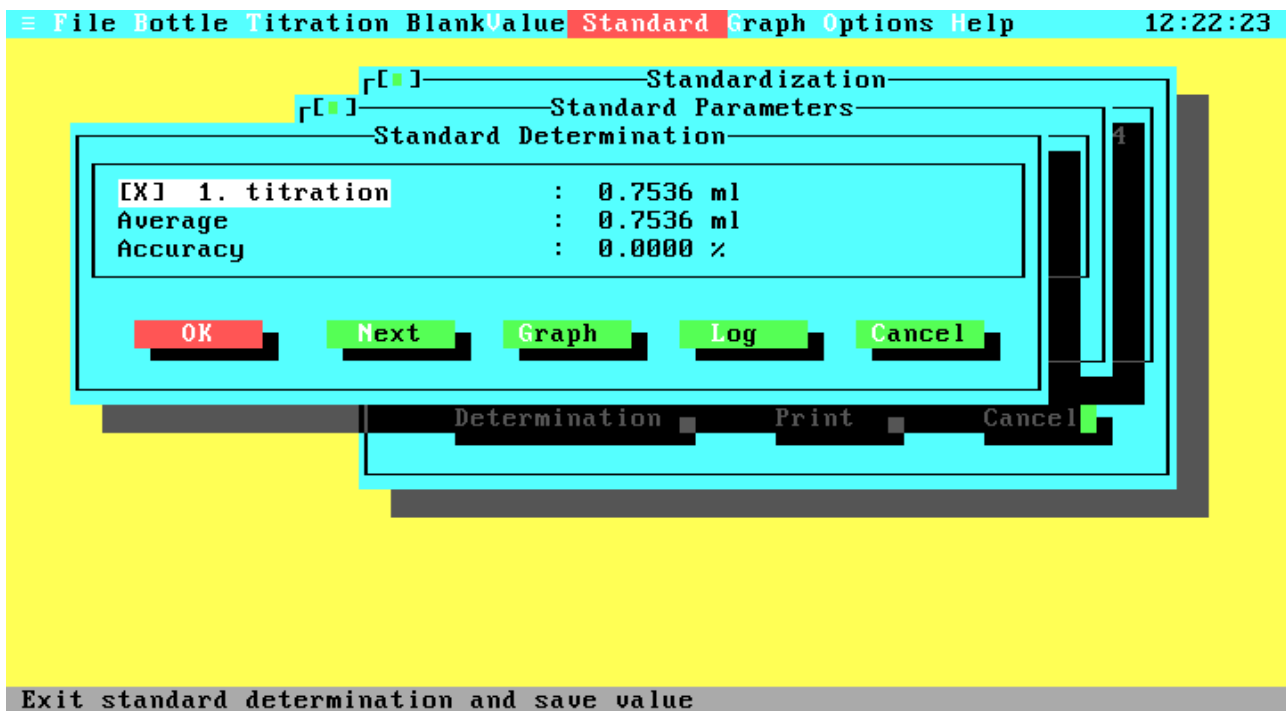 ≡ File Bottle Titration BlankValue Standard Graph Options Help 12:22:23
[■] Standardization
[■] Standard Parameters
Standard Determination
4
[X] 1. titration : 0.7536 ml
Average : 0.7536 ml
Accuracy : 0.0000 %
OK Next Graph Log Cancel
Determination Print Cancel
Exit standard determination and save value